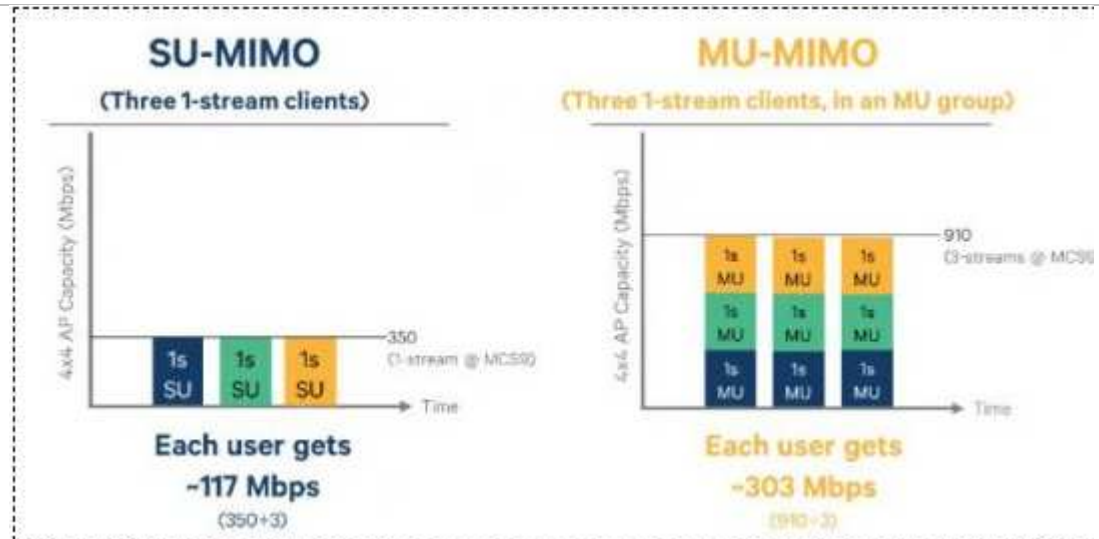 SU-MIMO
(Three 1-stream clients)
4x4 AP Capacity (Mbps)
350
(1-stream @ MCS9)
1s
SU
1s
SU
1s
SU
Time
Each user gets
~117 Mbps
(350÷3)
MU-MIMO
(Three 1-stream clients, in an MU group)
4x4 AP Capacity (Mbps)
910
(3-streams @ MCS9
1s
MU
1s
MU
1s
MU
1s
MU
1s
MU
1s
MU
1s
MU
1s
MU
1s
MU
Time
Each user gets
~303 Mbps
(910÷3)